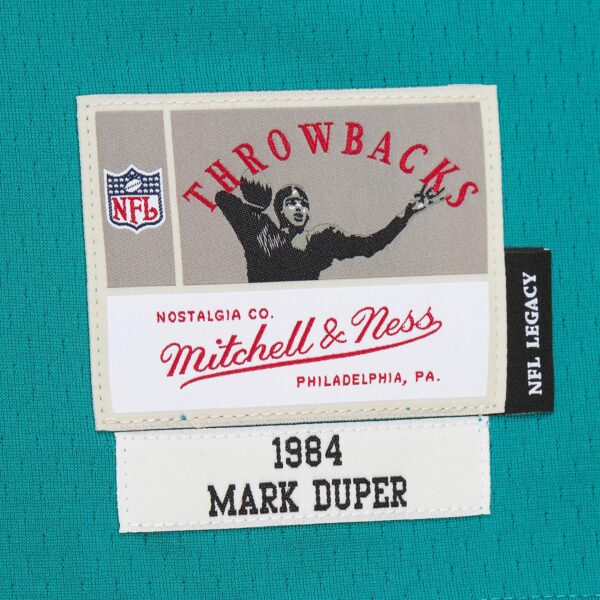 THROWBACKS
NFL
NOSTALGIA CO.
Mitchell & Ness
PHILADELPHIA, PA.
NFL LEGACY
1984
MARK DUPER